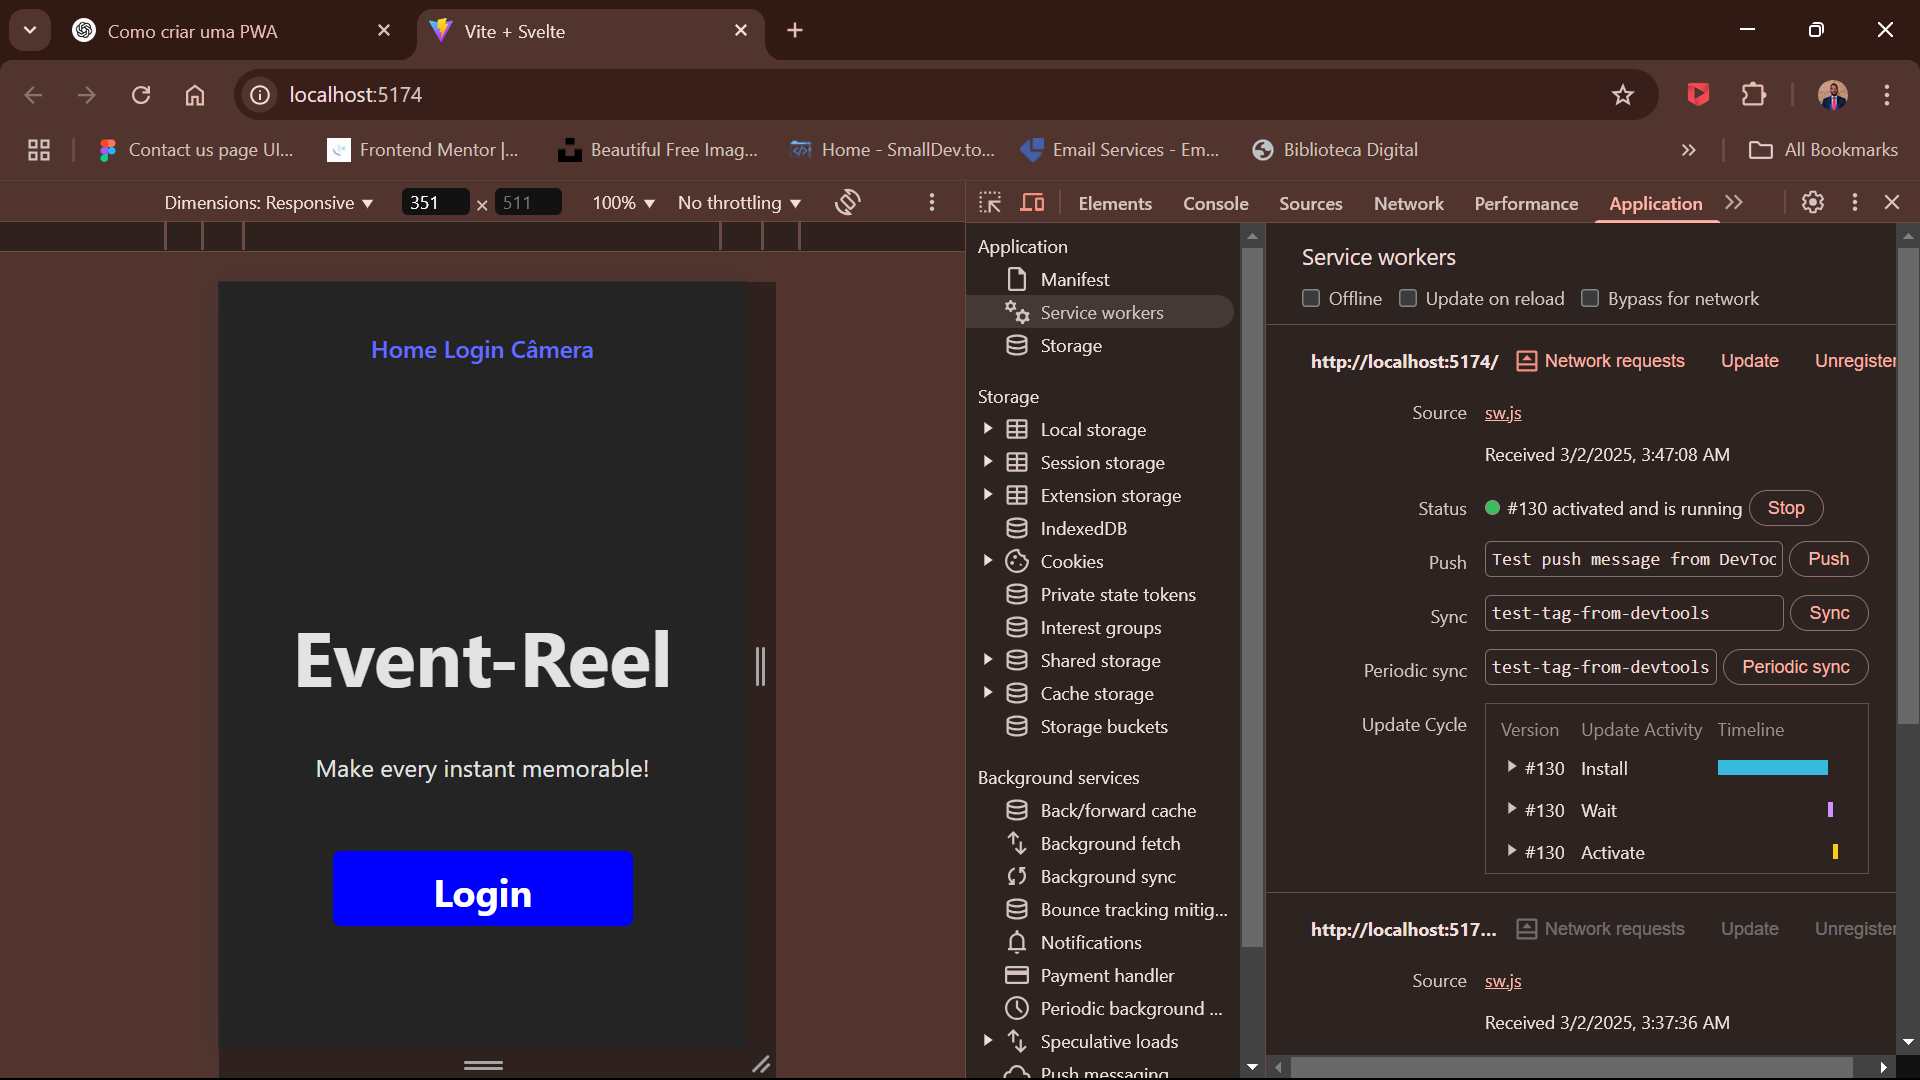 Como criar uma PWA
Vite + Svelte
localhost:5174
Contact us page UI...
Frontend Mentor |...
Beautiful Free Imag...
Home - SmallDev.to...
Email Services - Em...
Biblioteca Digital
All Bookmarks
Dimensions: Responsive
351 × 511
100%
No throttling
Elements
Console
Sources
Network
Performance
Application
Home Login Câmera
Event-Reel
Make every instant memorable!
Login
Application
Manifest
Service workers
Storage
Storage
Local storage
Session storage
Extension storage
IndexedDB
Cookies
Private state tokens
Interest groups
Shared storage
Cache storage
Storage buckets
Background services
Back/forward cache
Background fetch
Background sync
Bounce tracking mitig...
Notifications
Payment handler
Periodic background ...
Speculative loads
Push messaging
Service workers
Offline
Update on reload
Bypass for network
http://localhost:5174/
Network requests
Update
Unregister
Source sw.js
Received 3/2/2025, 3:47:08 AM
Status #130 activated and is running Stop
Push Test push message from DevToo Push
Sync test-tag-from-devtools Sync
Periodic sync test-tag-from-devtools Periodic sync
Update Cycle
Version Update Activity Timeline
#130 Install
#130 Wait
#130 Activate
http://localhost:517...
Network requests
Update
Unregister
Source sw.js
Received 3/2/2025, 3:37:36 AM